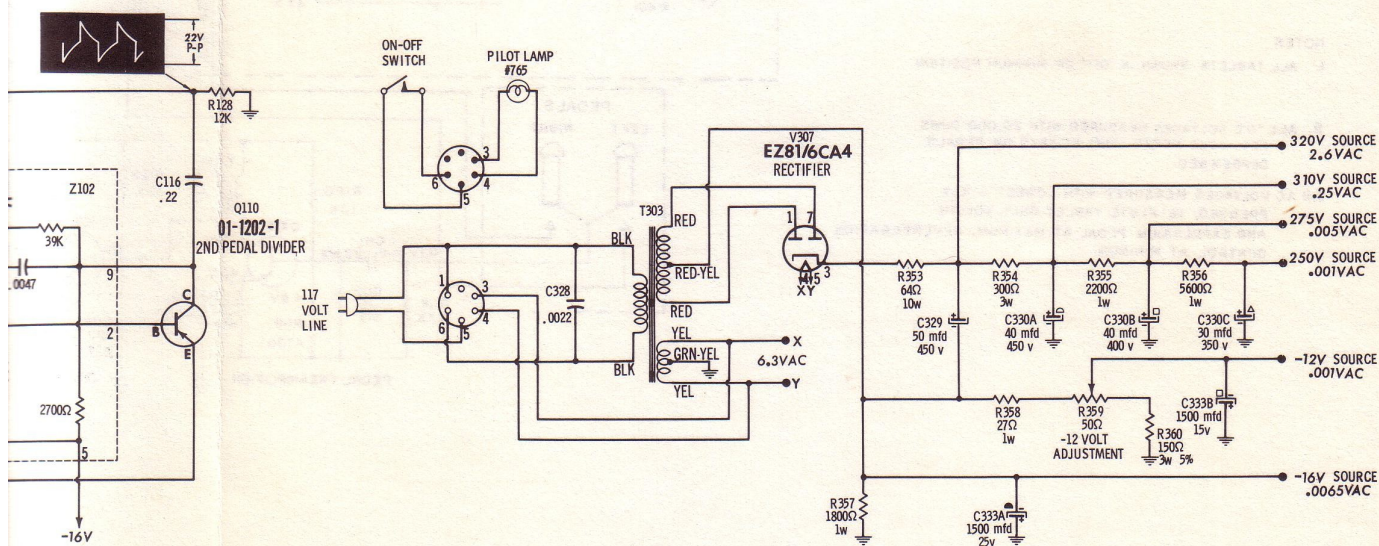 22V
P-P
R128
12K
C116
.22
Z102
39K
.0047
9
2
Q110
01-1202-1
2ND PEDAL DIVIDER
C
B
E
2700Ω
5
-16V
ON-OFF
SWITCH
PILOT LAMP
#765
3
4
5
6
117
VOLT
LINE
1
3
4
5
6
C328
.0022
BLK
BLK
T303
RED
RED-YEL
RED
YEL
GRN-YEL
YEL
X
6.3VAC
Y
V307
EZ81/6CA4
RECTIFIER
1
7
3
4 5
XY
R353
64Ω
10w
R354
300Ω
3w
R355
2200Ω
1w
R356
5600Ω
1w
C329
50 mfd
450 v
C330A
40 mfd
450 v
C330B
40 mfd
400 v
C330C
30 mfd
350 v
320V SOURCE
2.6VAC
310V SOURCE
.25VAC
275V SOURCE
.005VAC
250V SOURCE
.001VAC
-12V SOURCE
.001VAC
R358
27Ω
1w
R359
50Ω
-12 VOLT
ADJUSTMENT
R360
150Ω
3w 5%
C333B
1500 mfd
15v
-16V SOURCE
.0065VAC
R357
1800Ω
1w
C333A
1500 mfd
25v